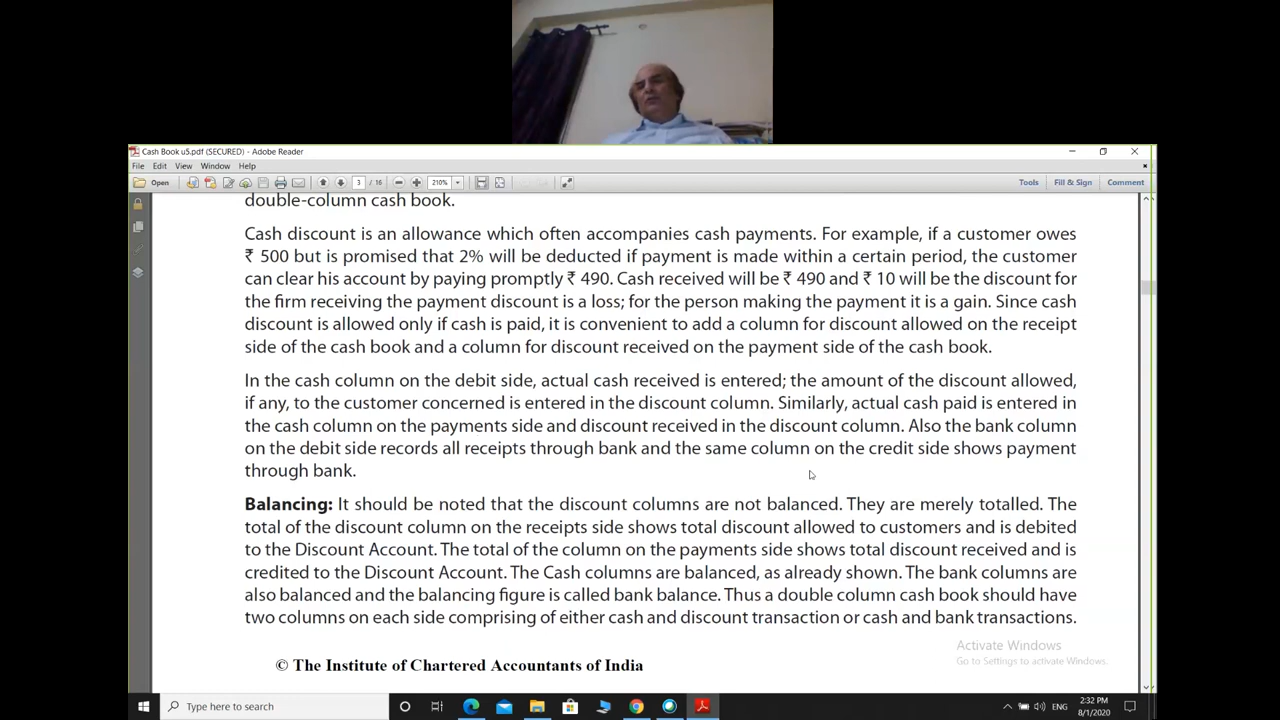 Cash Book u5.pdf (SECURED) - Adobe Reader
File Edit View Window Help
Open 3 / 16 210% Tools Fill & Sign Comment
double-column cash book.
Cash discount is an allowance which often accompanies cash payments. For example, if a customer owes
₹ 500 but is promised that 2% will be deducted if payment is made within a certain period, the customer
can clear his account by paying promptly ₹ 490. Cash received will be ₹ 490 and ₹ 10 will be the discount for
the firm receiving the payment discount is a loss; for the person making the payment it is a gain. Since cash
discount is allowed only if cash is paid, it is convenient to add a column for discount allowed on the receipt
side of the cash book and a column for discount received on the payment side of the cash book.
In the cash column on the debit side, actual cash received is entered; the amount of the discount allowed,
if any, to the customer concerned is entered in the discount column. Similarly, actual cash paid is entered in
the cash column on the payments side and discount received in the discount column. Also the bank column
on the debit side records all receipts through bank and the same column on the credit side shows payment
through bank.
Balancing: It should be noted that the discount columns are not balanced. They are merely totalled. The
total of the discount column on the receipts side shows total discount allowed to customers and is debited
to the Discount Account. The total of the column on the payments side shows total discount received and is
credited to the Discount Account. The Cash columns are balanced, as already shown. The bank columns are
also balanced and the balancing figure is called bank balance. Thus a double column cash book should have
two columns on each side comprising of either cash and discount transaction or cash and bank transactions.
© The Institute of Chartered Accountants of India
Activate Windows
Go to Settings to activate Windows.
Type here to search
ENG
2:32 PM
8/1/2020